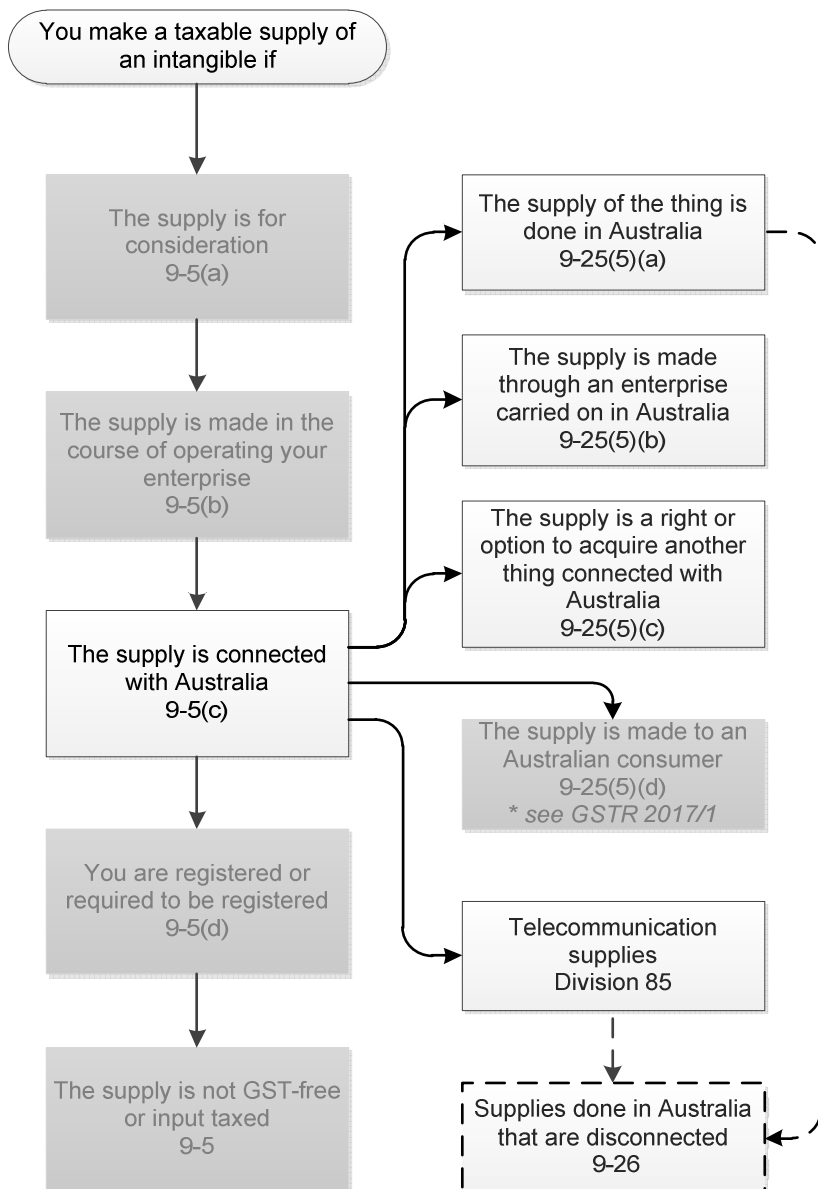 You make a taxable supply of
an intangible if
The supply is for
consideration
9-5(a)
The supply is made in the
course of operating your
enterprise
9-5(b)
The supply is connected
with Australia
9-5(c)
You are registered or
required to be registered
9-5(d)
The supply is not GST-free
or input taxed
9-5
The supply of the thing is
done in Australia
9-25(5)(a)
The supply is made
through an enterprise
carried on in Australia
9-25(5)(b)
The supply is a right or
option to acquire another
thing connected with
Australia
9-25(5)(c)
The supply is made to an
Australian consumer
9-25(5)(d)
* see GSTR 2017/1
Telecommunication
supplies
Division 85
Supplies done in Australia
that are disconnected
9-26